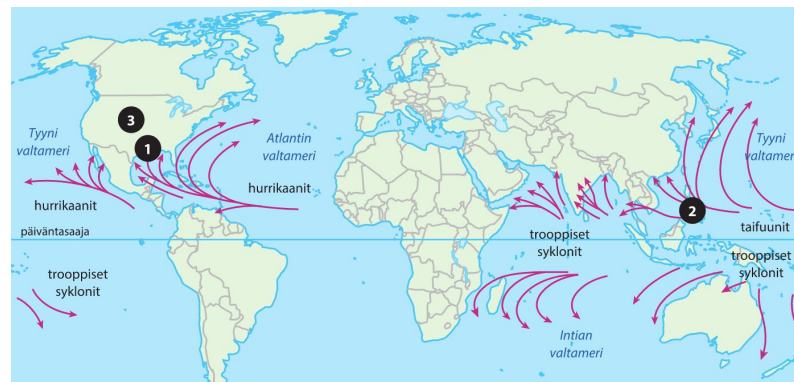 3
Tyyni
valtameri
1
Atlantin
valtameri
Tyyni
valtameri
hurrikaanit
hurrikaanit
2
taifuunit
päiväntasaaja
trooppiset
syklonit
trooppiset
syklonit
trooppiset
syklonit
Intian
valtameri